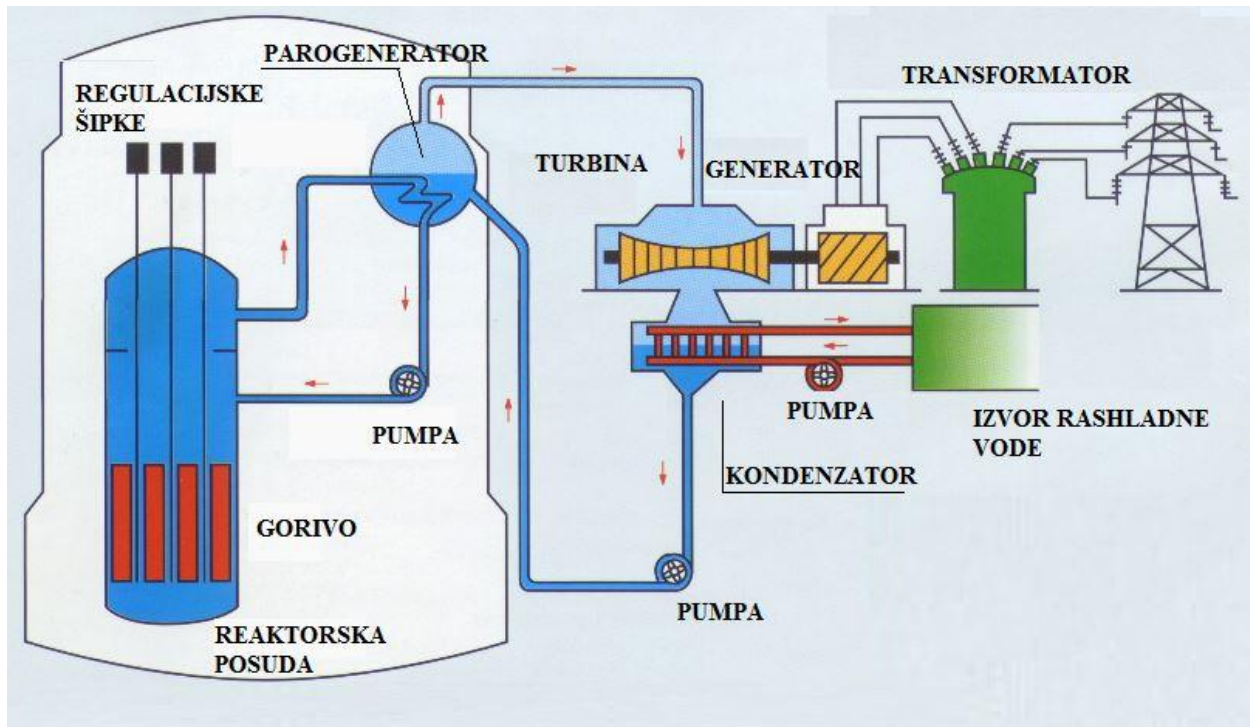 PAROGENERATOR
REGULACIJSKE
ŠIPKE
TRANSFORMATOR
TURBINA
GENERATOR
PUMPA
PUMPA
IZVOR RASHLADNE
VODE
KONDENZATOR
GORIVO
PUMPA
REAKTORSKA
POSUDA